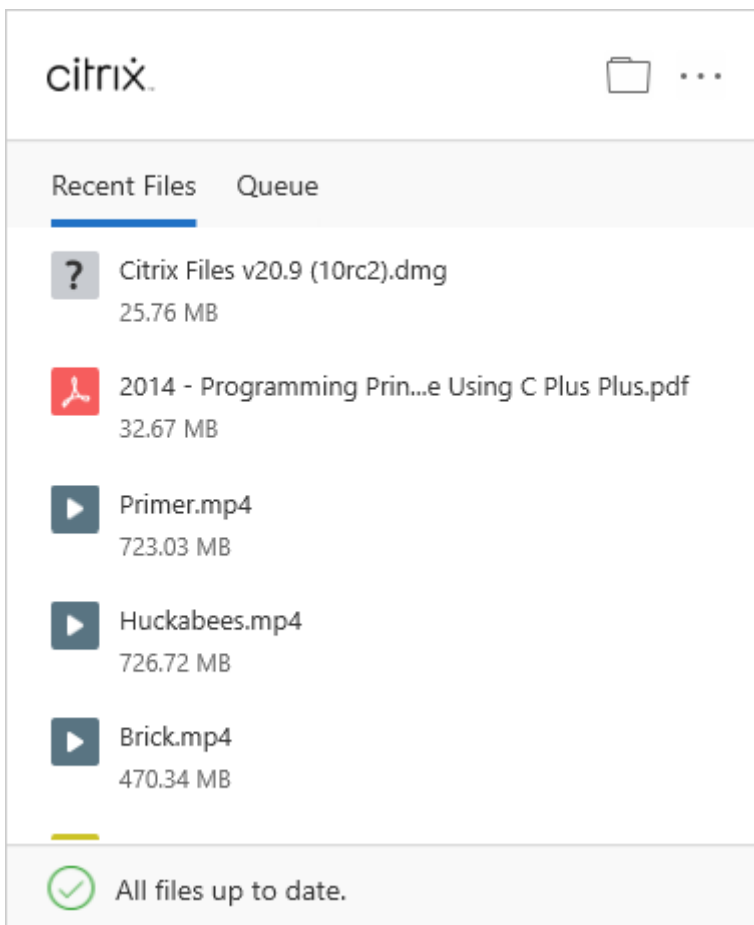 citrix™
Recent Files Queue
? Citrix Files v20.9 (10rc2).dmg
25.76 MB
2014 - Programming Prin...e Using C Plus Plus.pdf
32.67 MB
Primer.mp4
723.03 MB
Huckabees.mp4
726.72 MB
Brick.mp4
470.34 MB
All files up to date.